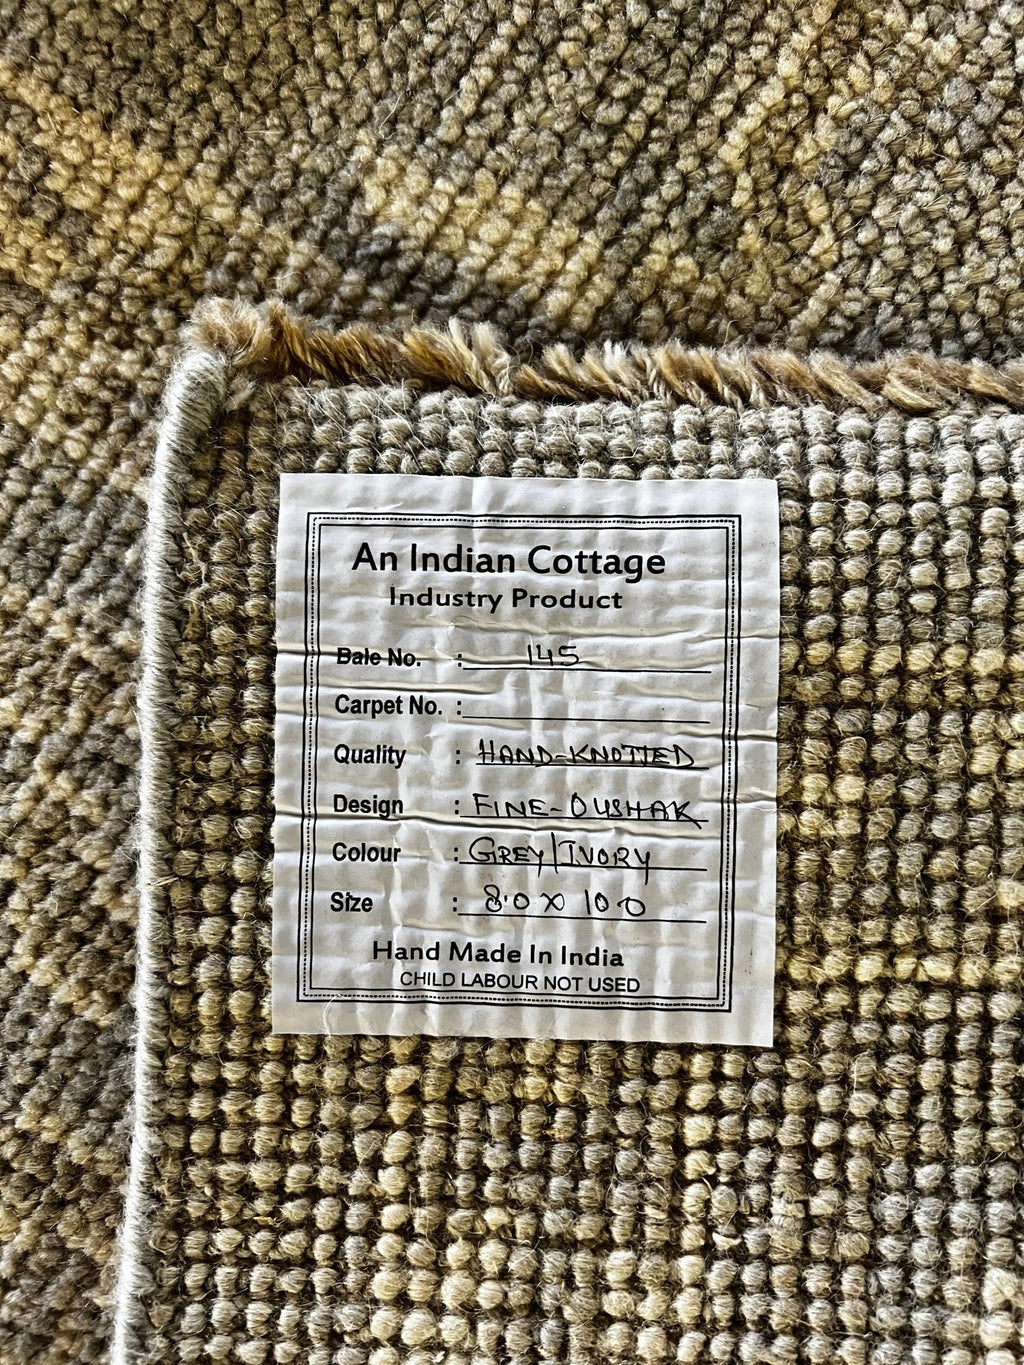 An Indian Cottage
Industry Product
Bale No. : 145
Carpet No. :
Quality : HAND-KNOTTED
Design : FINE-OUSHAK
Colour : GREY/IVORY
Size : 8.0 X 10.0
Hand Made In India
CHILD LABOUR NOT USED